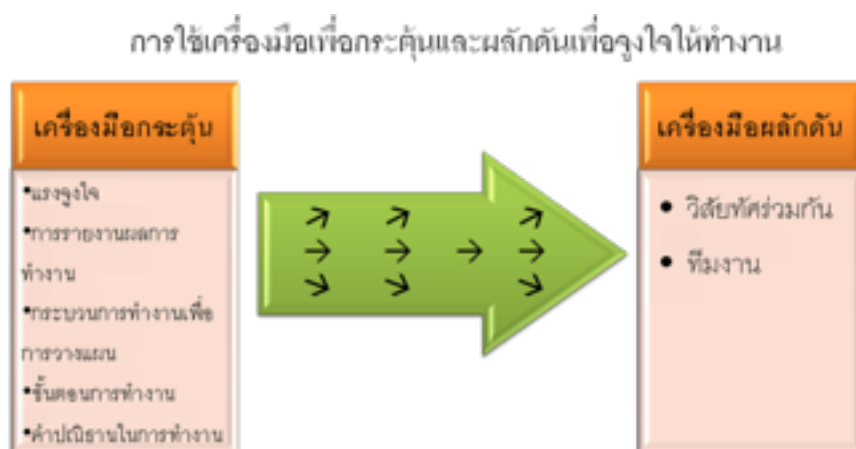 การใช้เครื่องมือเพื่อกระตุ้นและผลักดันเพื่อจูงใจให้ทำงาน
เครื่องมือกระตุ้น
•แรงจูงใจ
•การรายงานผลการ
ทำงาน
•กระบวนการทำงานเพื่อ
การวางแผน
•ขั้นตอนการทำงาน
•คำปณิธานในการทำงาน
เครื่องมือผลักดัน
• วิสัยทัศร่วมกัน
• ทีมงาน